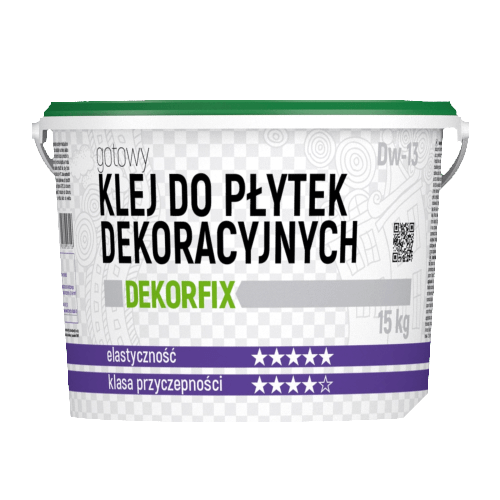 gotowy
Dw-13
KLEJ DO PŁYTEK
DEKORACYJNYCH
DEKORFIX
15 kg
elastyczność ★★★★★
klasa przyczepności ★★★★☆